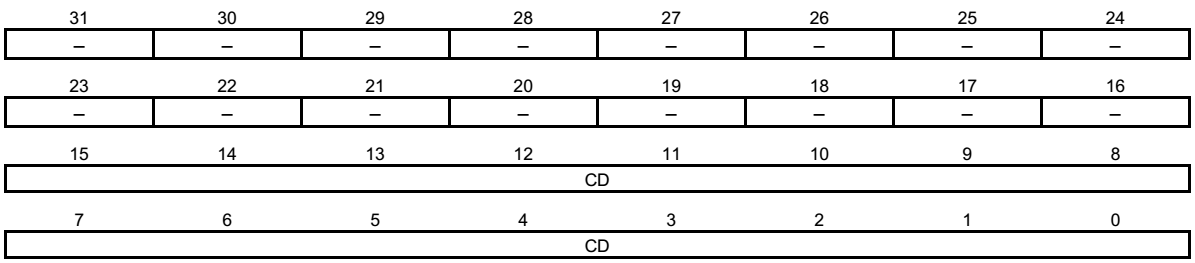 31 30 29 28 27 26 25 24
– – – – – – – –
23 22 21 20 19 18 17 16
– – – – – – – –
15 14 13 12 11 10 9 8
CD
7 6 5 4 3 2 1 0
CD